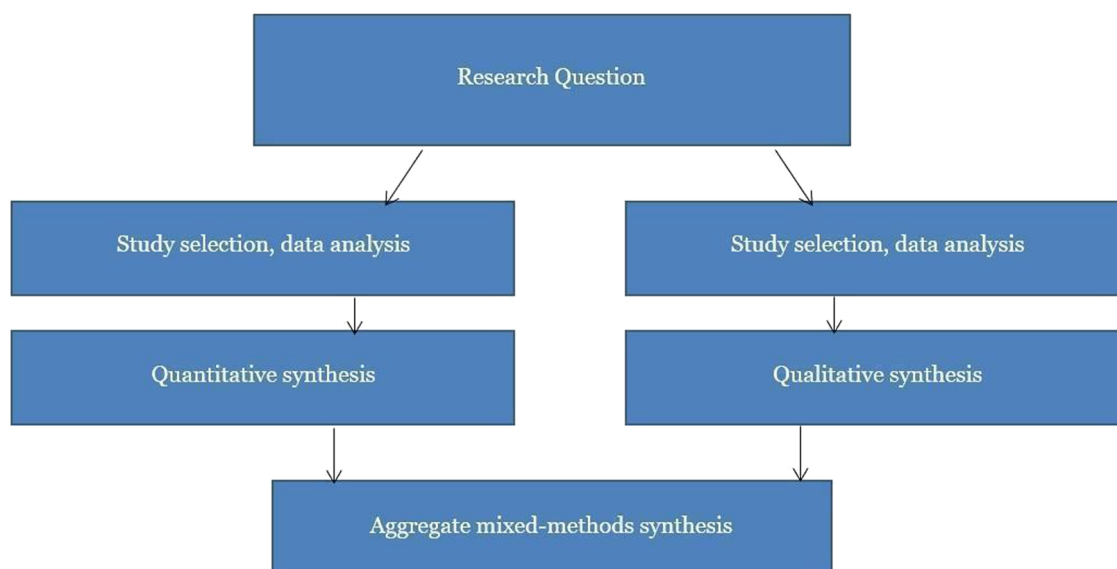 Research Question
Study selection, data analysis
Study selection, data analysis
Quantitative synthesis
Qualitative synthesis
Aggregate mixed-methods synthesis